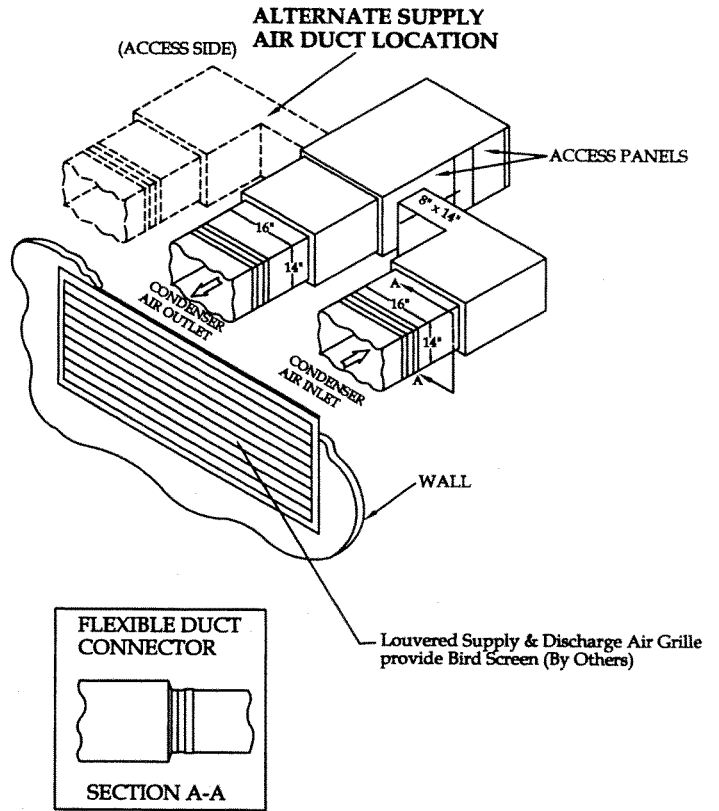 ALTERNATE SUPPLY
AIR DUCT LOCATION
(ACCESS SIDE)
ACCESS PANELS
8" x 14"
16"
14"
A
16"
14"
A
CONDENSER
AIR OUTLET
CONDENSER
AIR INLET
WALL
Louvered Supply & Discharge Air Grille
provide Bird Screen (By Others)
FLEXIBLE DUCT
CONNECTOR
SECTION A-A